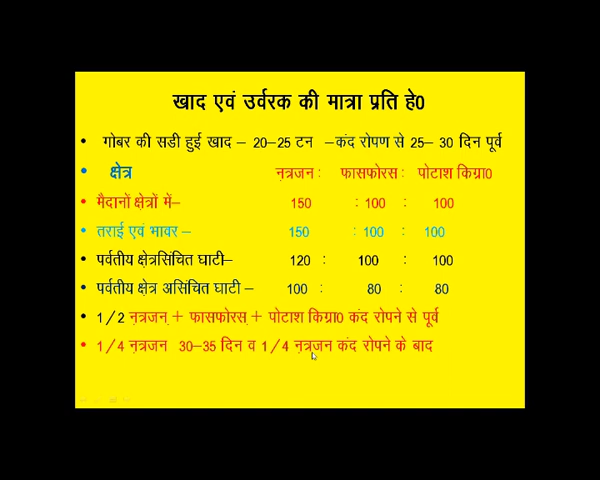 खाद एवं उर्वरक की मात्रा प्रति हे0
• गोबर की सडी हुई खाद – 20–25 टन –कंद रोपण से 25– 30 दिन पूर्व
• क्षेत्र नत्रजन : फासफोरस : पोटाश किग्रा0
• मैदानों क्षेत्रों में– 150 : 100 : 100
• तराई एवं भावर – 150 : 100 : 100
• पर्वतीय क्षेत्रसिंचित घाटी– 120 : 100 : 100
• पर्वतीय क्षेत्र असिंचित घाटी – 100 : 80 : 80
• 1/2 नत्रजन + फासफोरस + पोटाश किग्रा0 कंद रोपने से पूर्व
• 1/4 नत्रजन 30–35 दिन व 1/4 नत्रजन कंद रोपने के बाद